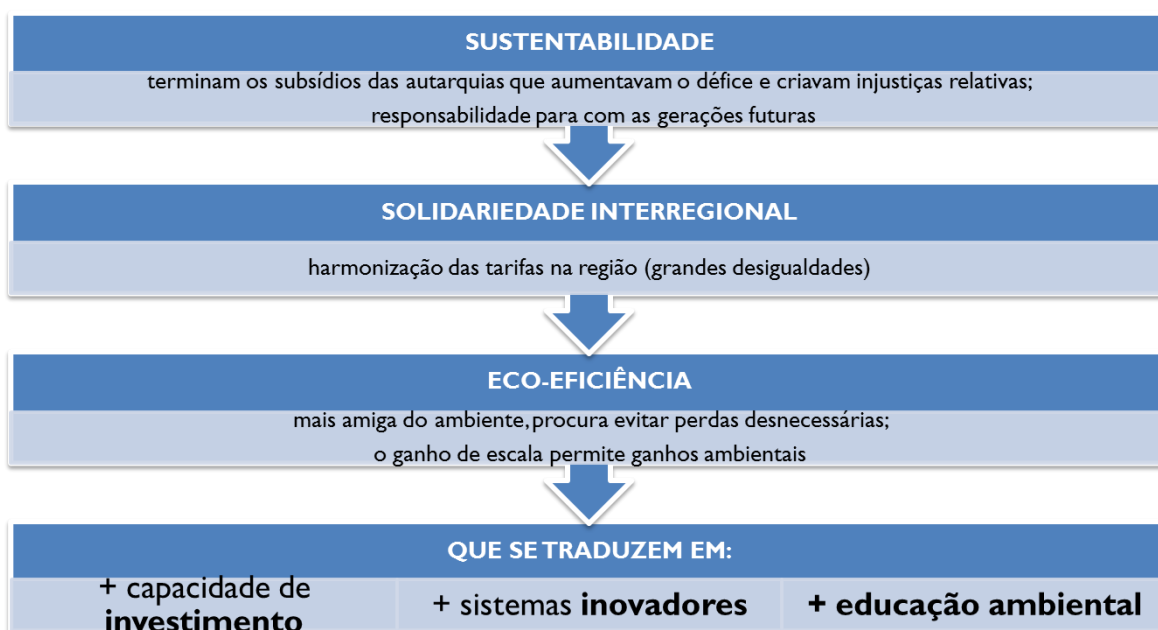 SUSTENTABILIDADE
terminam os subsídios das autarquias que aumentavam o défice e criavam injustiças relativas;
responsabilidade para com as gerações futuras
SOLIDARIEDADE INTERREGIONAL
harmonização das tarifas na região (grandes desigualdades)
ECO-EFICIÊNCIA
mais amiga do ambiente, procura evitar perdas desnecessárias;
o ganho de escala permite ganhos ambientais
QUE SE TRADUZEM EM:
+ capacidade de
investimento
+ sistemas inovadores
+ educação ambiental